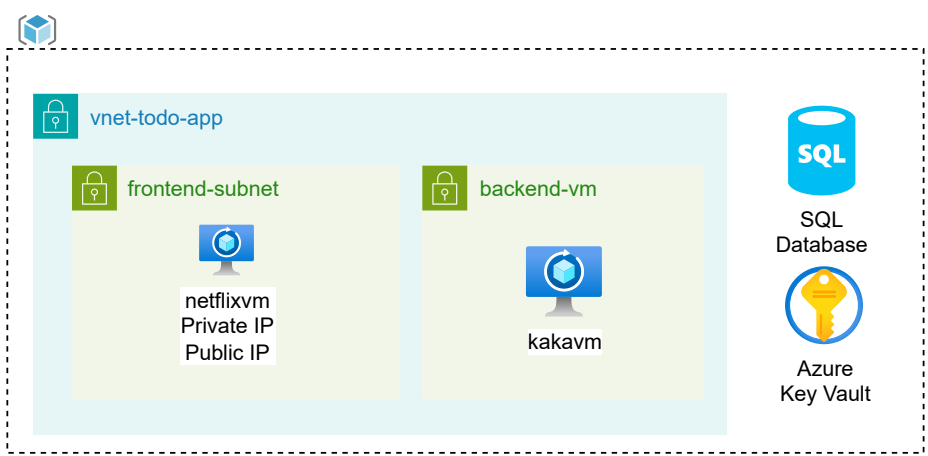 vnet-todo-app
frontend-subnet
netflixvm
Private IP
Public IP
backend-vm
kakavm
SQL
SQL
Database
Azure
Key Vault